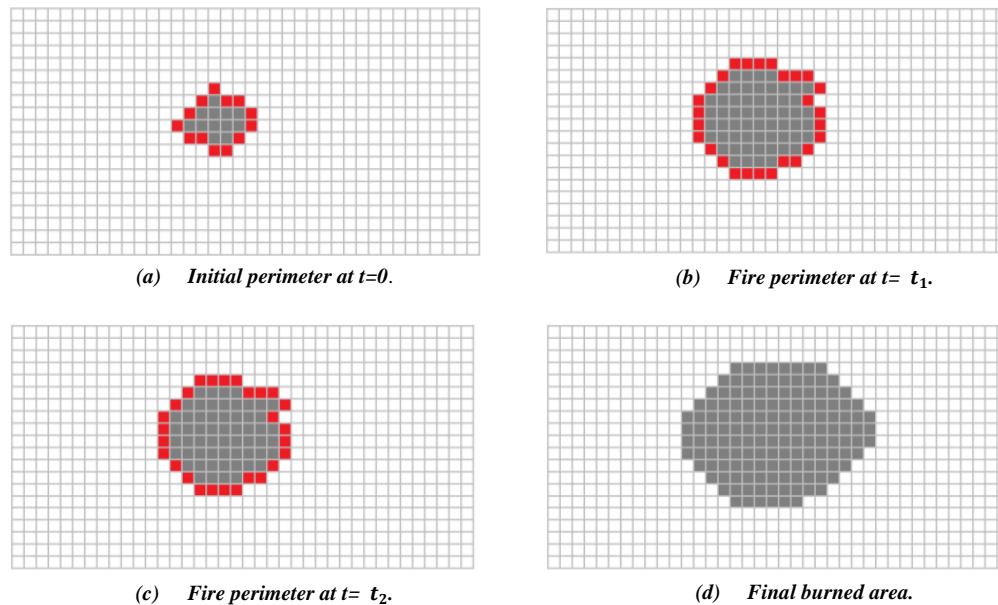 (a) Initial perimeter at t=0.
(b) Fire perimeter at t= t₁.
(c) Fire perimeter at t= t₂.
(d) Final burned area.